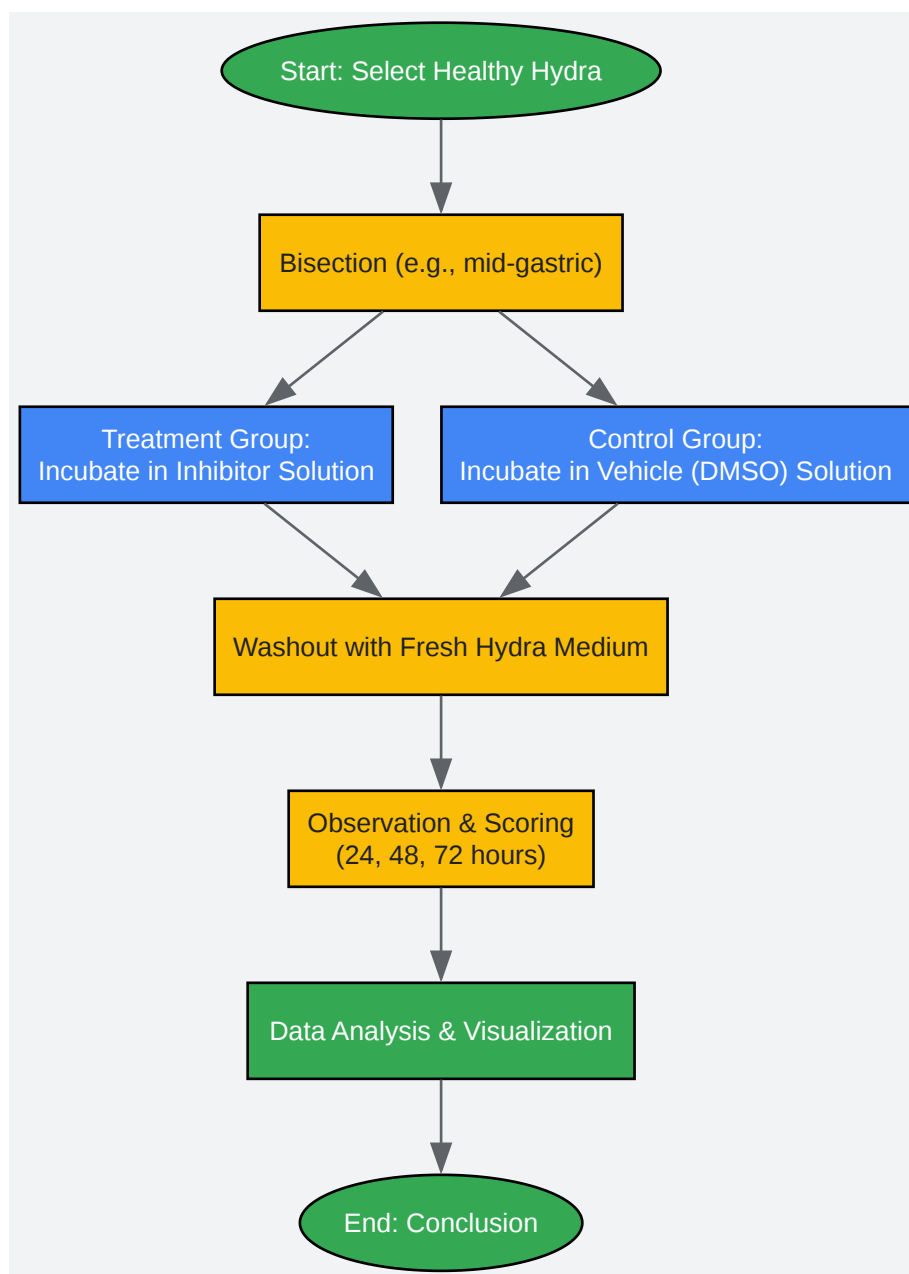 Start: Select Healthy Hydra
Bisection (e.g., mid-gastric)
Treatment Group:
Incubate in Inhibitor Solution
Control Group:
Incubate in Vehicle (DMSO) Solution
Washout with Fresh Hydra Medium
Observation & Scoring
(24, 48, 72 hours)
Data Analysis & Visualization
End: Conclusion